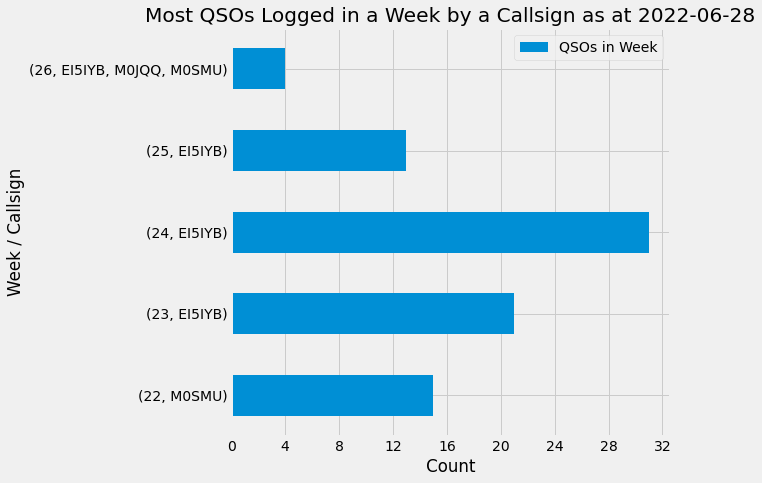 Most QSOs Logged in a Week by a Callsign as at 2022-06-28
QSOs in Week
Week / Callsign
(26, EI5IYB, M0JQQ, M0SMU)
(25, EI5IYB)
(24, EI5IYB)
(23, EI5IYB)
(22, M0SMU)
0 4 8 12 16 20 24 28 30 32
Count